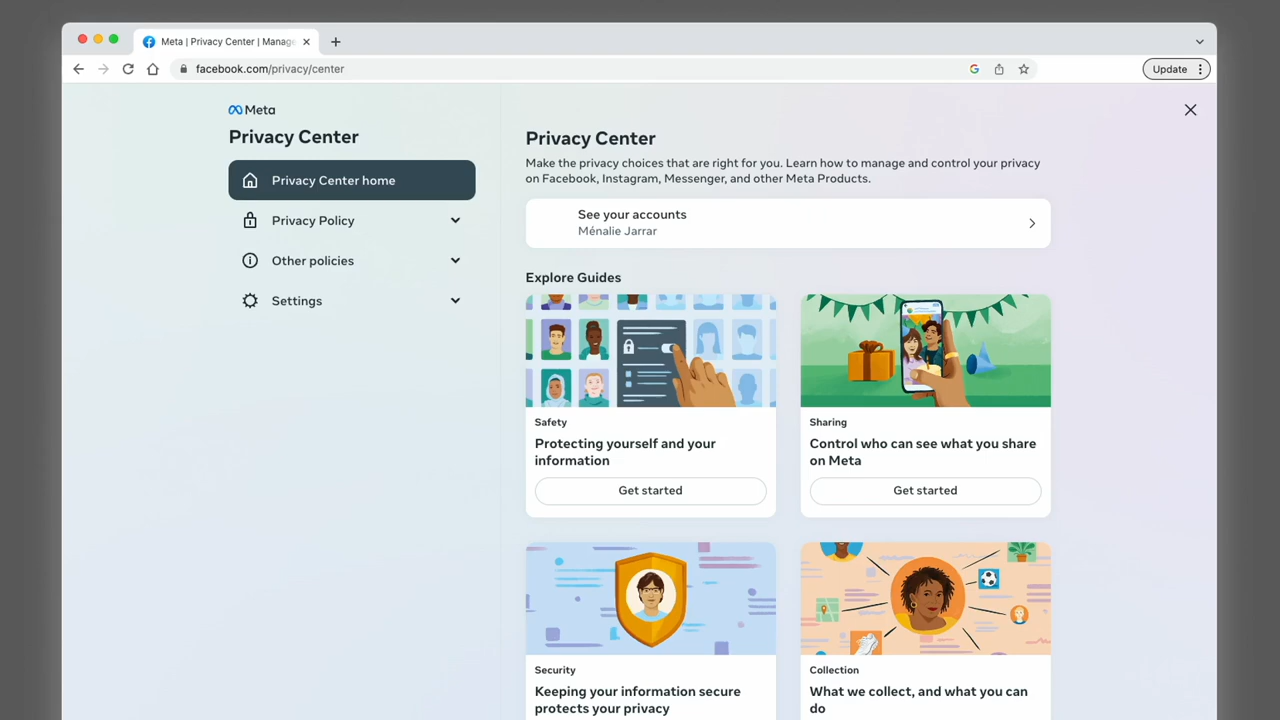 Meta | Privacy Center | Manage
facebook.com/privacy/center
Update
Meta
Privacy Center
Privacy Center home
Privacy Policy
Other policies
Settings
Privacy Center
Make the privacy choices that are right for you. Learn how to manage and control your privacy
on Facebook, Instagram, Messenger, and other Meta Products.
See your accounts
Ménalie Jarrar
Explore Guides
Safety
Protecting yourself and your
information
Get started
Sharing
Control who can see what you share
on Meta
Get started
Security
Keeping your information secure
protects your privacy
Collection
What we collect, and what you can
do